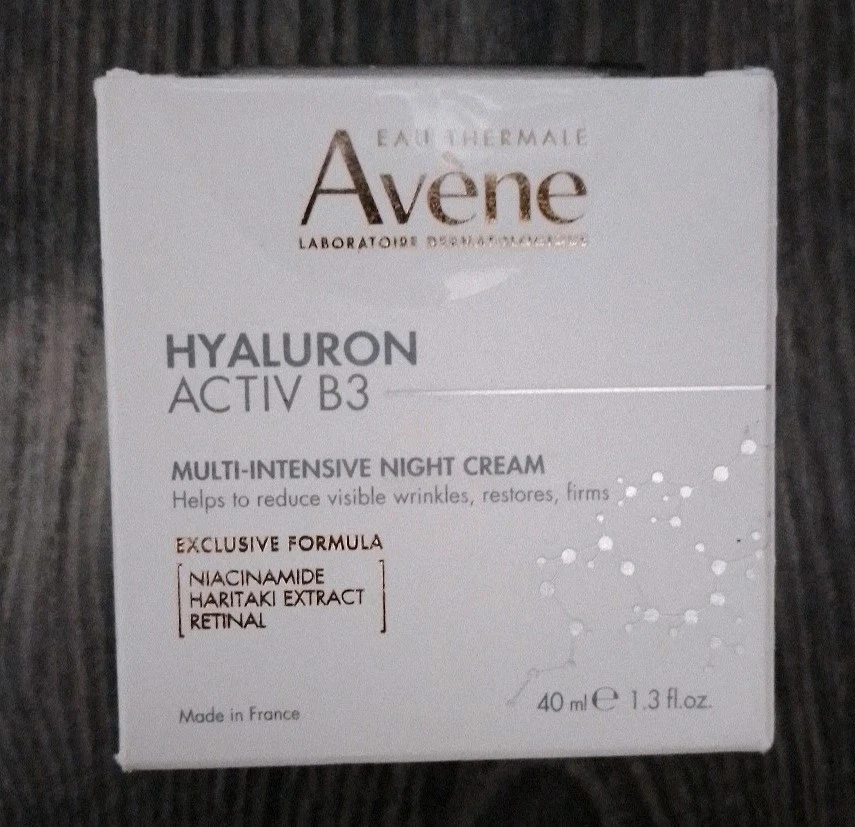 EAU THERMALE
Avène
LABORATOIRE DERMATOLOGIQUE
HYALURON
ACTIV B3
MULTI-INTENSIVE NIGHT CREAM
Helps to reduce visible wrinkles, restores, firms
EXCLUSIVE FORMULA
NIACINAMIDE
HARITAKI EXTRACT
RETINAL
Made in France
40 ml ℮ 1.3 fl.oz.